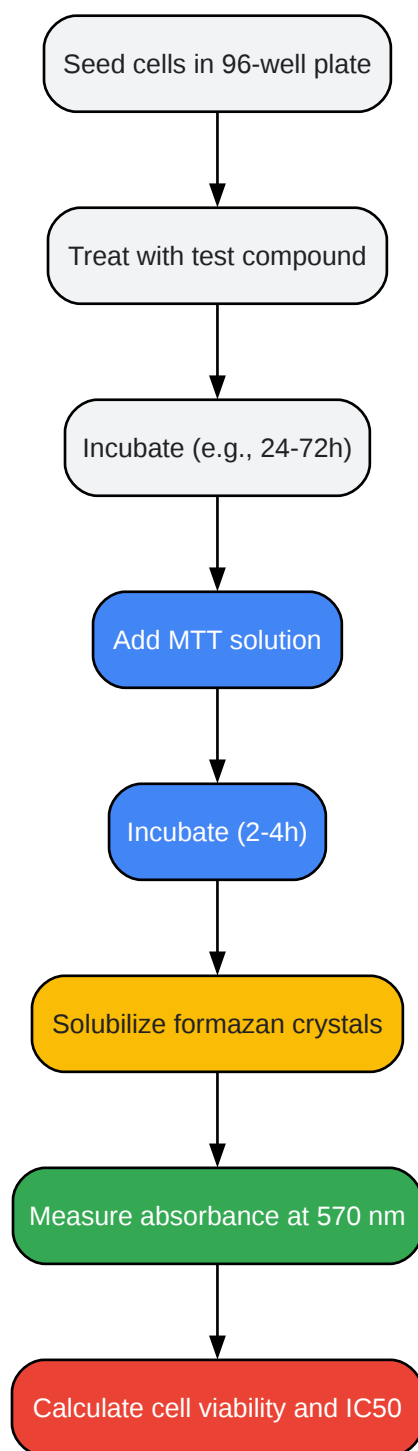 Seed cells in 96-well plate
Treat with test compound
Incubate (e.g., 24-72h)
Add MTT solution
Incubate (2-4h)
Solubilize formazan crystals
Measure absorbance at 570 nm
Calculate cell viability and IC50